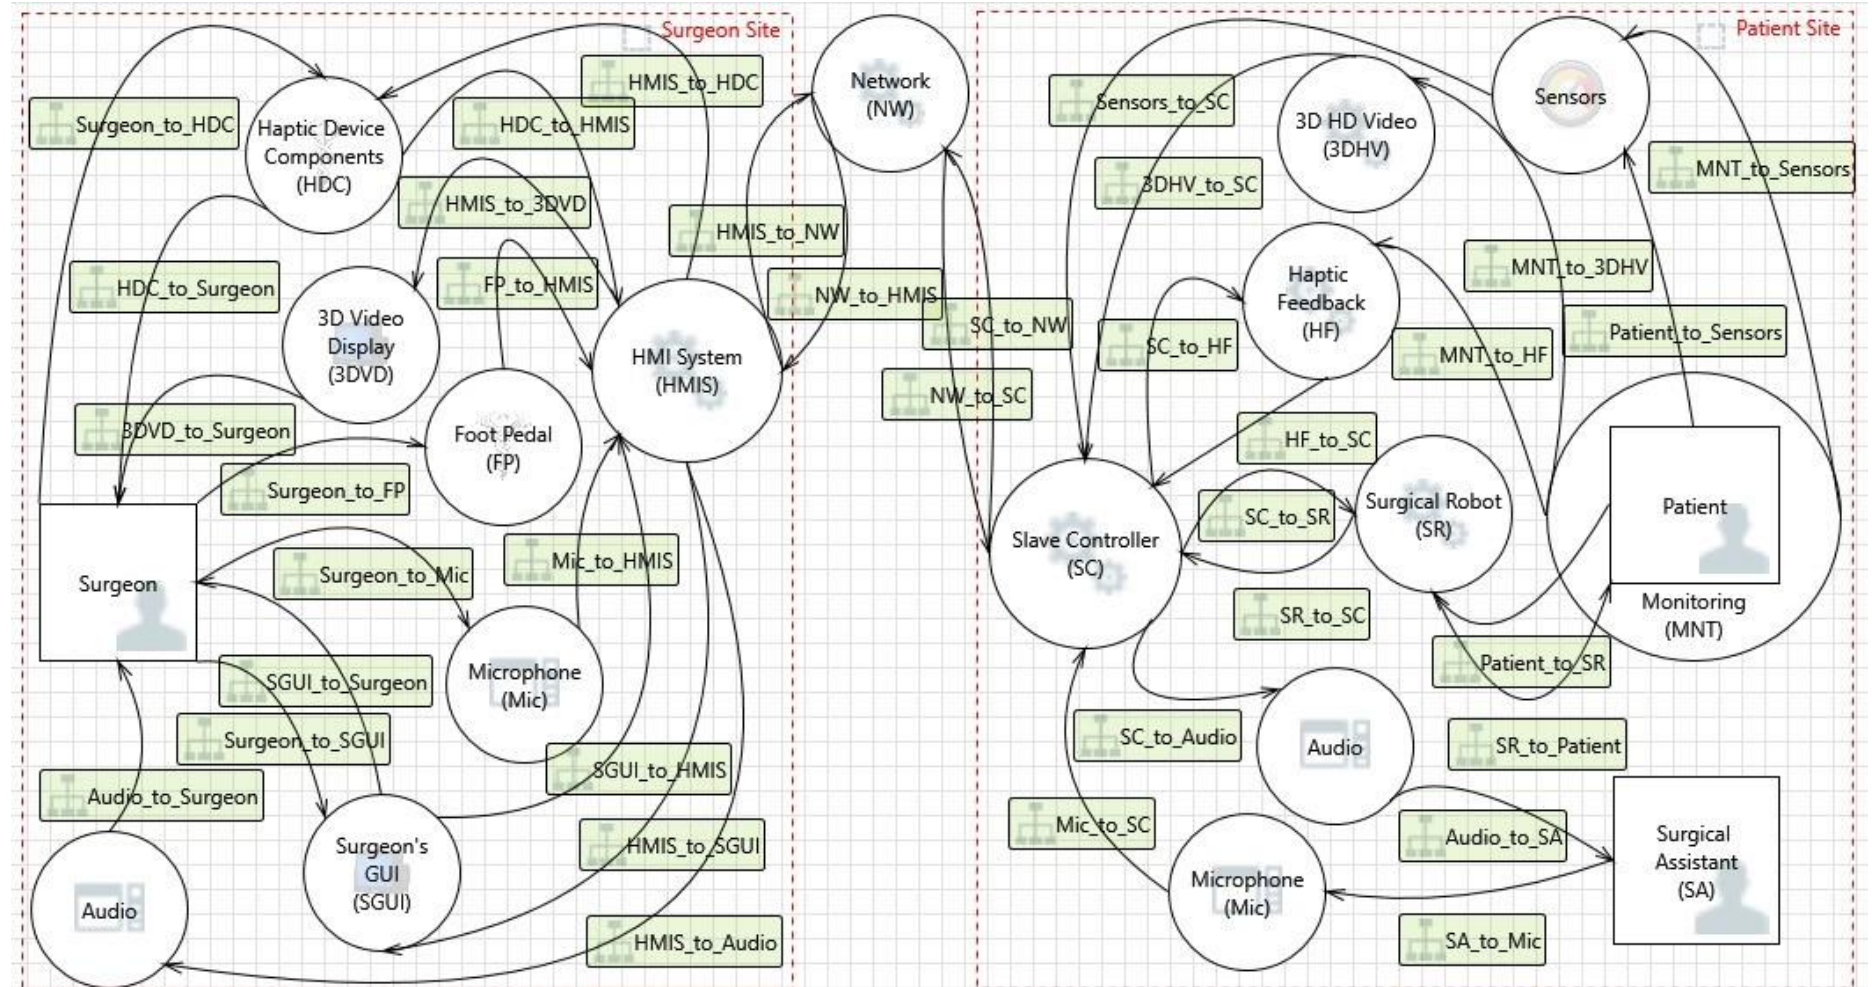 Surgeon Site
Surgeon_to_HDC
Haptic Device
Components
(HDC)
HMIS_to_HDC
HDC_to_HMIS
HMIS_to_3DVD
HDC_to_Surgeon
3D Video
Display
(3DVD)
FP_to_HMIS
HMI System
(HMIS)
3DVD_to_Surgeon
Foot Pedal
(FP)
Surgeon_to_FP
Surgeon
Surgeon_to_Mic
Mic_to_HMIS
Microphone
(Mic)
SGUI_to_Surgeon
Surgeon_to_SGUI
SGUI_to_HMIS
Audio_to_Surgeon
Surgeon's
GUI
(SGUI)
HMIS_to_SGUI
Audio
HMIS_to_Audio
Network
(NW)
HMIS_to_NW
NW_to_HMIS
SC_to_NW
NW_to_SC
Patient Site
Sensors_to_SC
3D HD Video
(3DHV)
Sensors
3DHV_to_SC
MNT_to_Sensors
Haptic
Feedback
(HF)
MNT_to_3DHV
SC_to_HF
MNT_to_HF
Patient_to_Sensors
HF_to_SC
SC_to_SR
Surgical Robot
(SR)
Patient
Slave Controller
(SC)
SR_to_SC
Monitoring
(MNT)
Patient_to_SR
SC_to_Audio
Audio
SR_to_Patient
Mic_to_SC
Audio_to_SA
Surgical
Assistant
(SA)
Microphone
(Mic)
SA_to_Mic